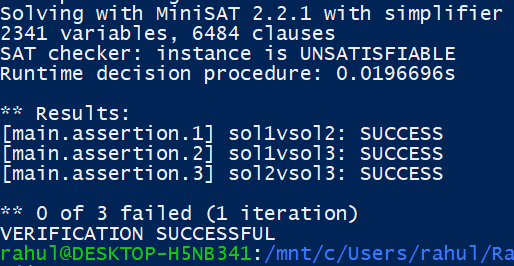 Solving with MiniSAT 2.2.1 with simplifier
2341 variables, 6484 clauses
SAT checker: instance is UNSATISFIABLE
Runtime decision procedure: 0.0196696s
** Results:
[main.assertion.1] sol1vsol2: SUCCESS
[main.assertion.2] sol1vsol3: SUCCESS
[main.assertion.3] sol2vsol3: SUCCESS
** 0 of 3 failed (1 iteration)
VERIFICATION SUCCESSFUL
rahul@DESKTOP-H5NB341:/mnt/c/Users/rahul/Ra